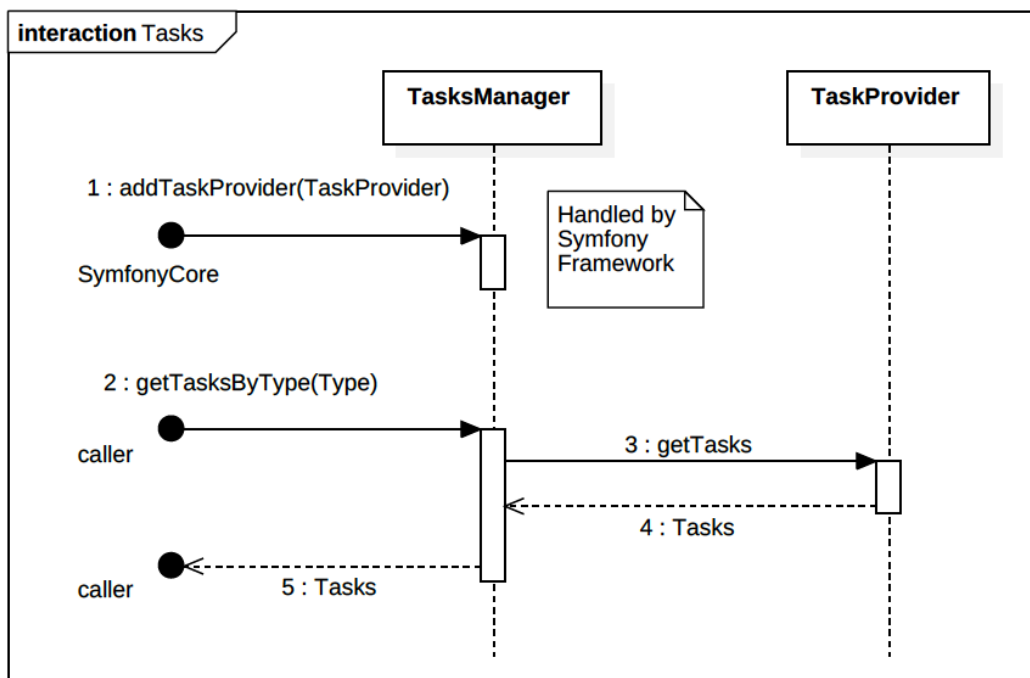 interaction Tasks
TasksManager
TaskProvider
1 : addTaskProvider(TaskProvider)
SymfonyCore
Handled by
Symfony
Framework
2 : getTasksByType(Type)
caller
3 : getTasks
4 : Tasks
5 : Tasks
caller